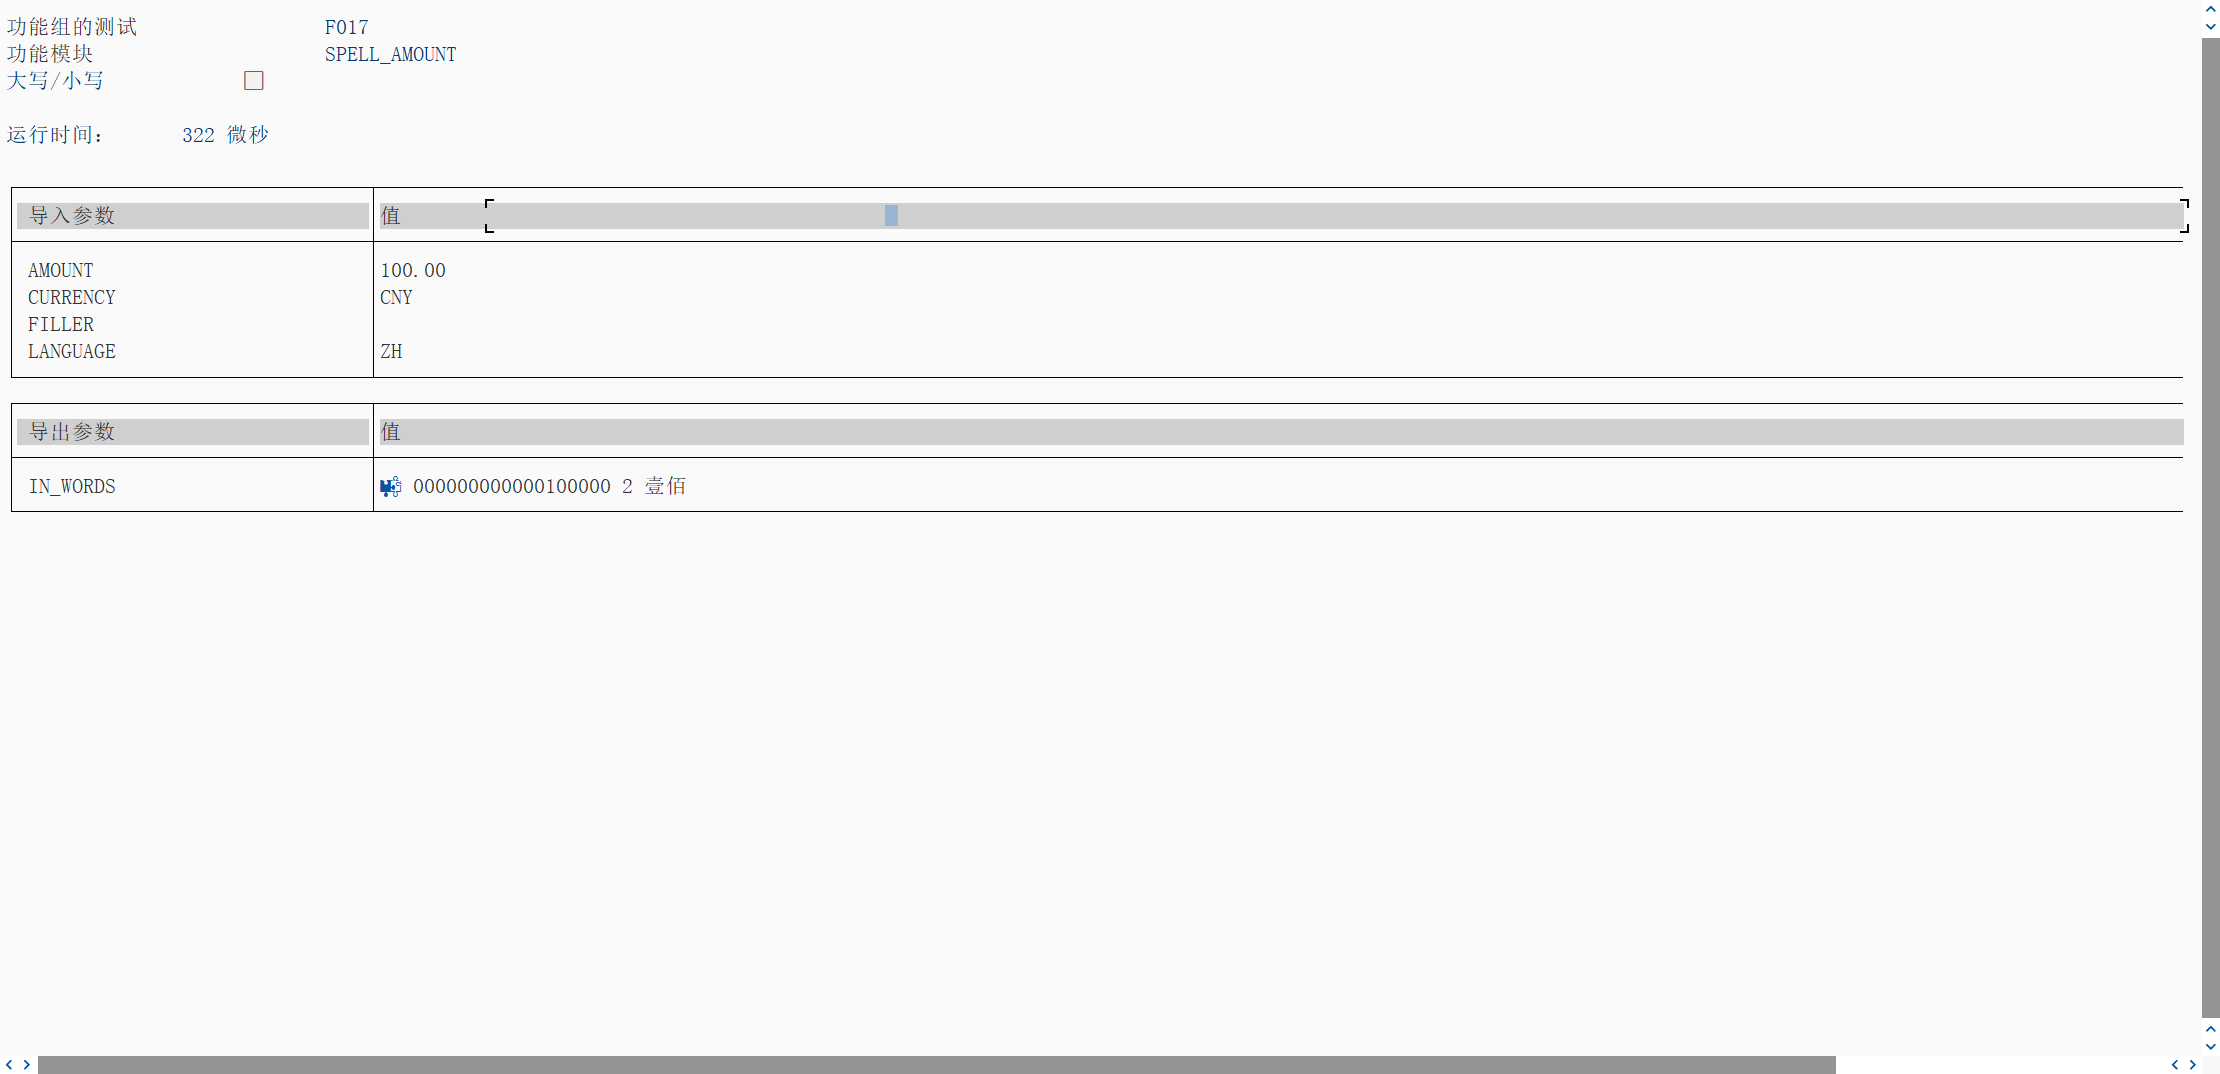 功能组的测试 F017
功能模块 SPELL_AMOUNT
大写/小写
运行时间: 322 微秒
导入参数 值
AMOUNT 100.00
CURRENCY CNY
FILLER
LANGUAGE ZH
导出参数 值
IN_WORDS 000000000000100000 2 壹佰